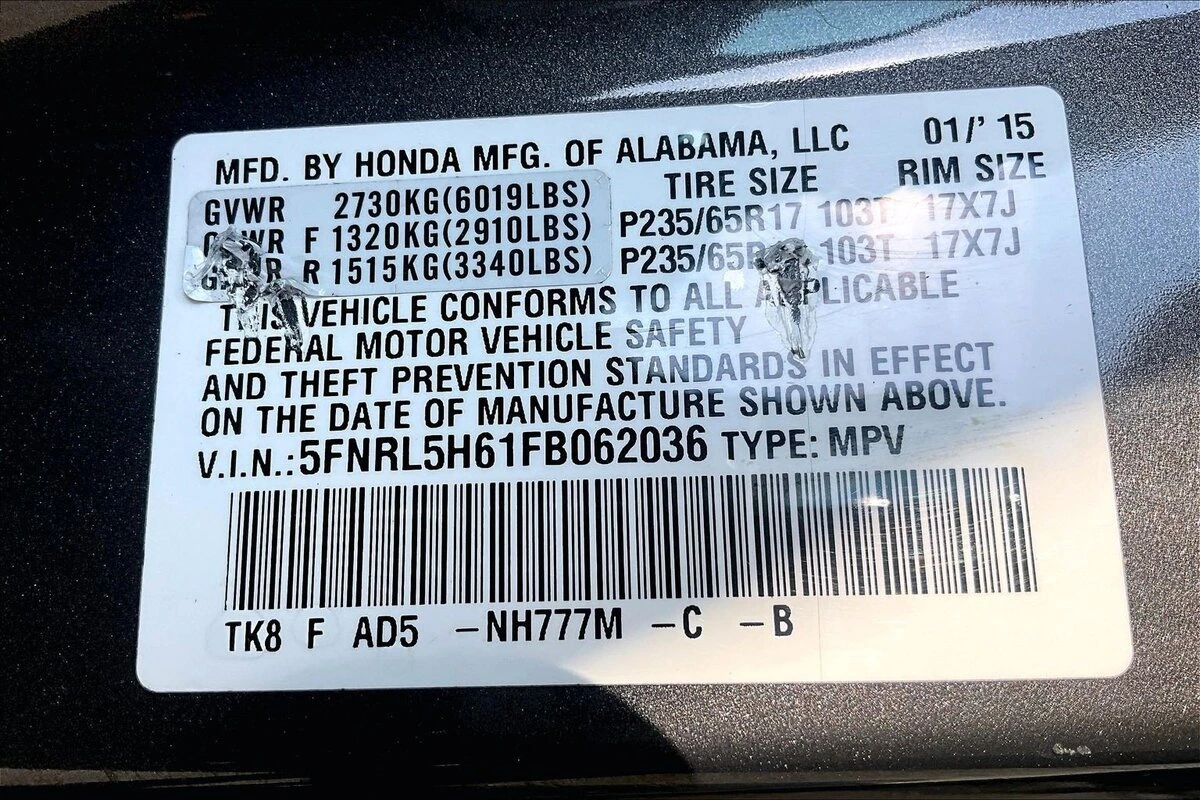 MFD. BY HONDA MFG. OF ALABAMA, LLC 01/' 15
TIRE SIZE RIM SIZE
GVWR 2730KG(6019LBS)
F 1320KG(2910LBS) P235/65R17 103T 17X7J
R 1515KG(3340LBS) 103T 17X7J
THIS VEHICLE CONFORMS TO ALL APPLICABLE
FEDERAL MOTOR VEHICLE SAFETY
AND THEFT PREVENTION STANDARDS IN EFFECT
ON THE DATE OF MANUFACTURE SHOWN ABOVE.
V.I.N.: 5FNRL5H61FB062036 TYPE: MPV
TK8 F AD5 –NH777M –C –B